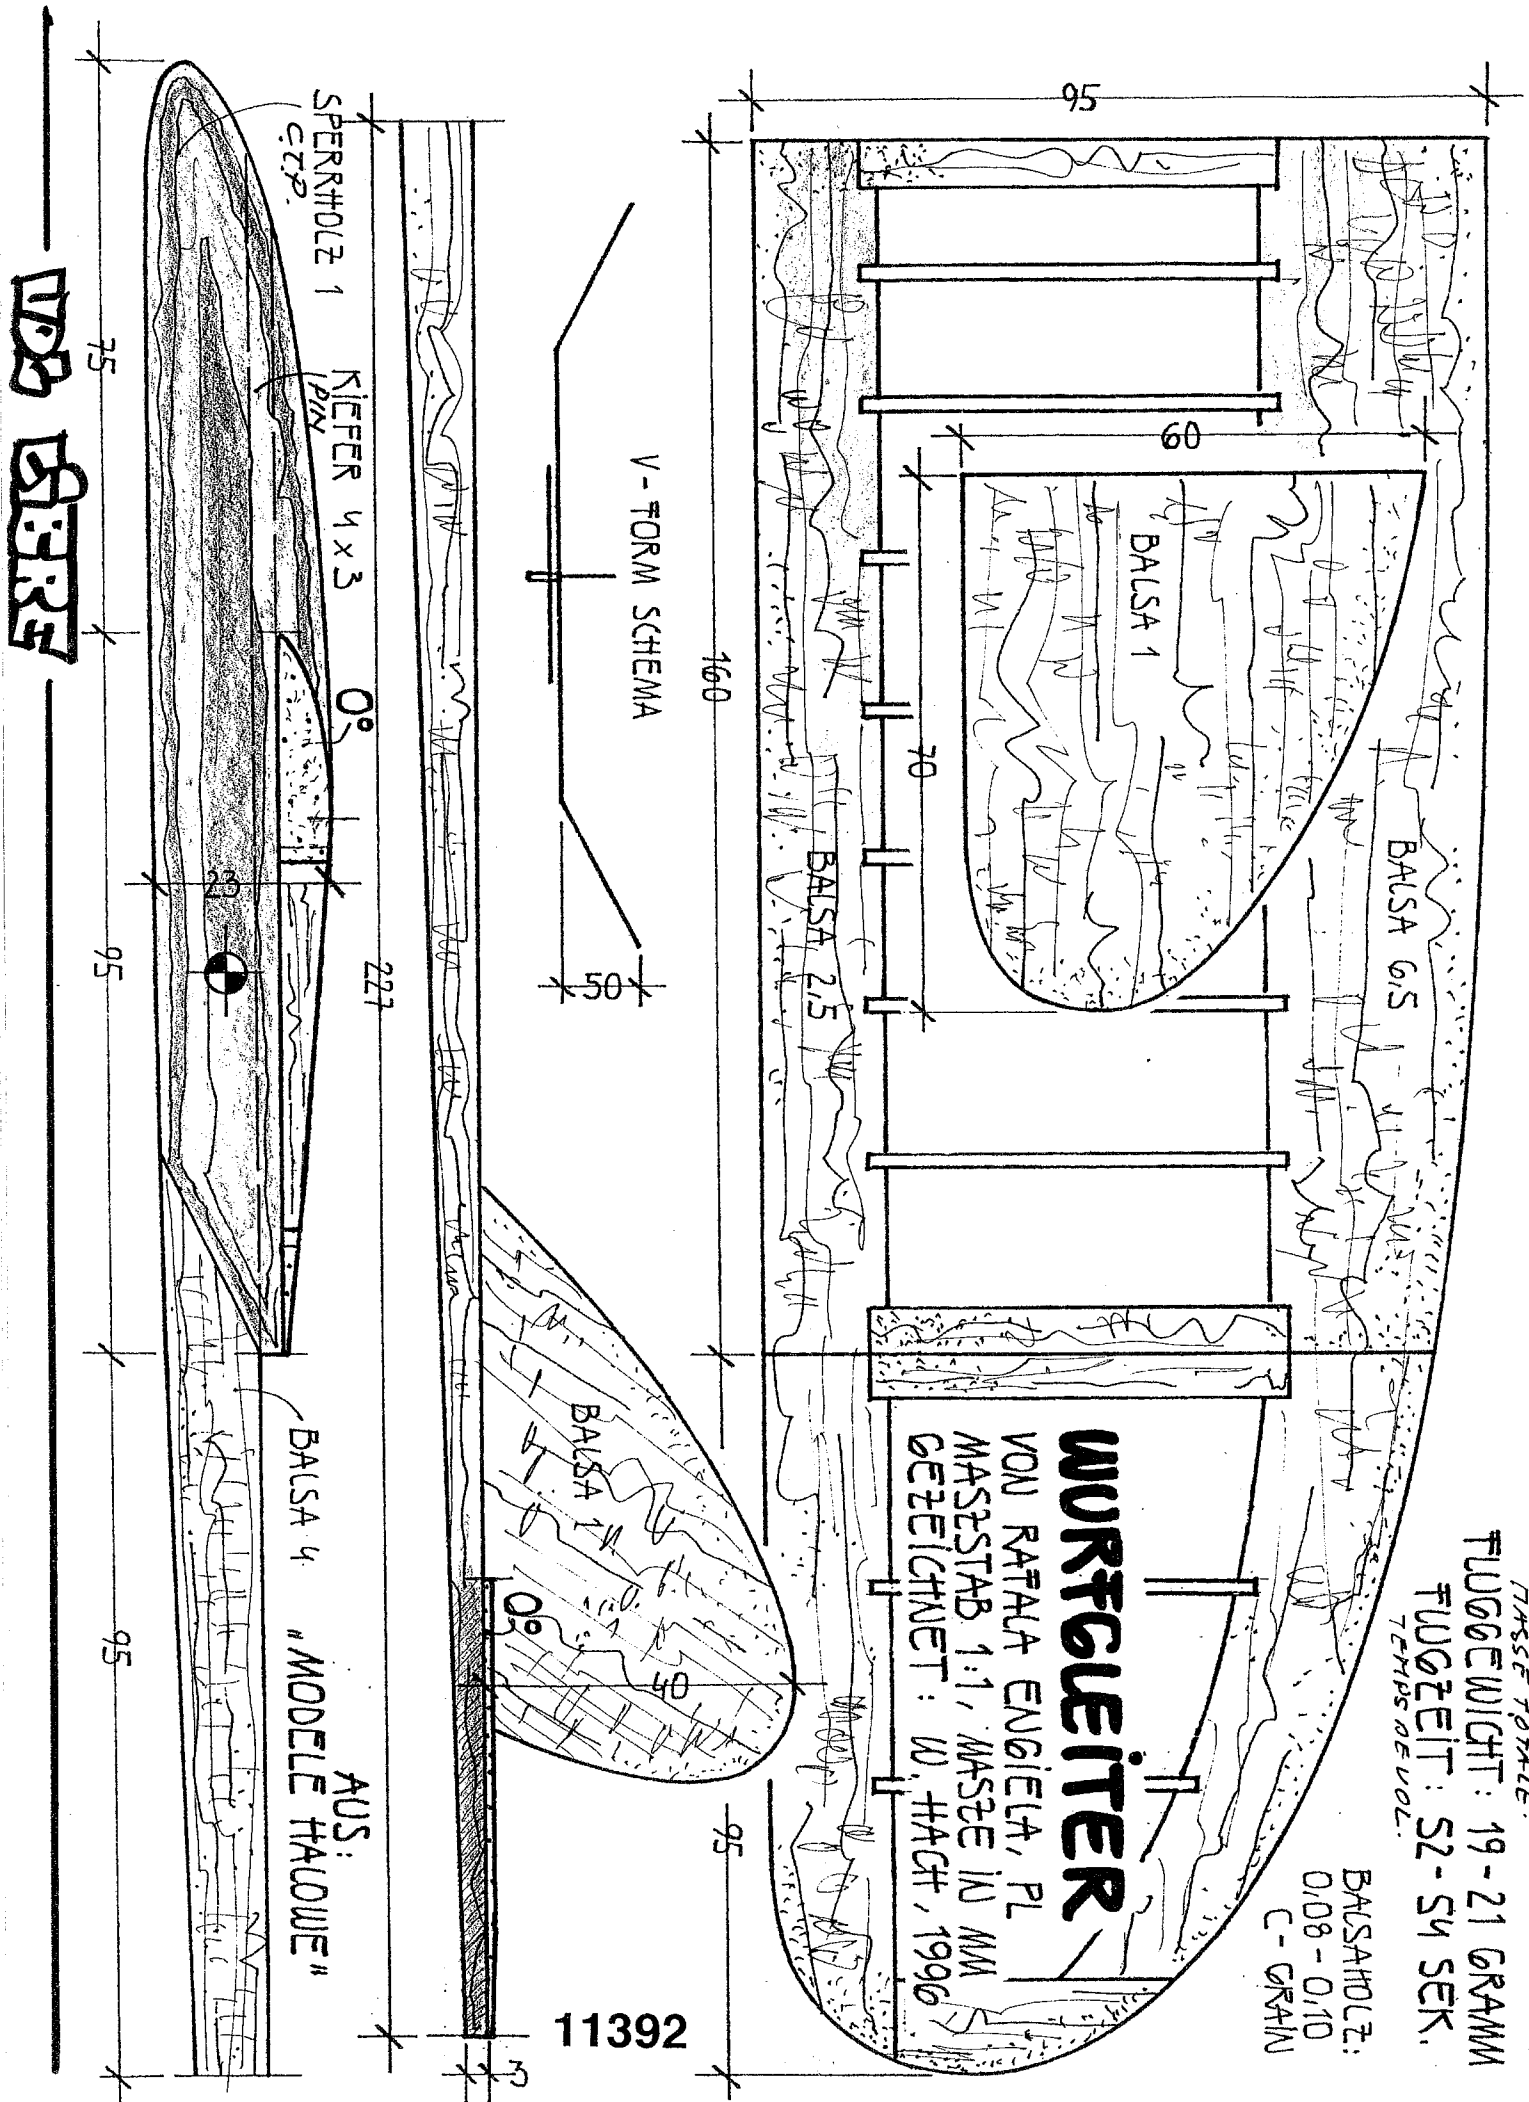 MASSE TOTALE:
FLUGGEWICHT: 19-21 GRAMM
FLUGZEIT: 52-54 SEK.
TEMPS DE VOL.
BALSAHOLZ:
0,08-0,10
C-GRAIN
95
BALSA 6,5
60
BALSA 1
70
BALSA 2,5
160
95
WURFGLEITER
VON RAFALA ENGIELA, PL
MASZSTAB 1:1, MASZE IN MM
GEZEICHNET: W. HACH, 1996
V-FORM SCHEMA
50
BALSA 1
40
0°
3
11392
227
SPERRHOLZ 1
C.T.P.
KIEFER 4x3
PIN
0°
23
BALSA 4
AUS:
"MODELE HALOWE"
75
95
95